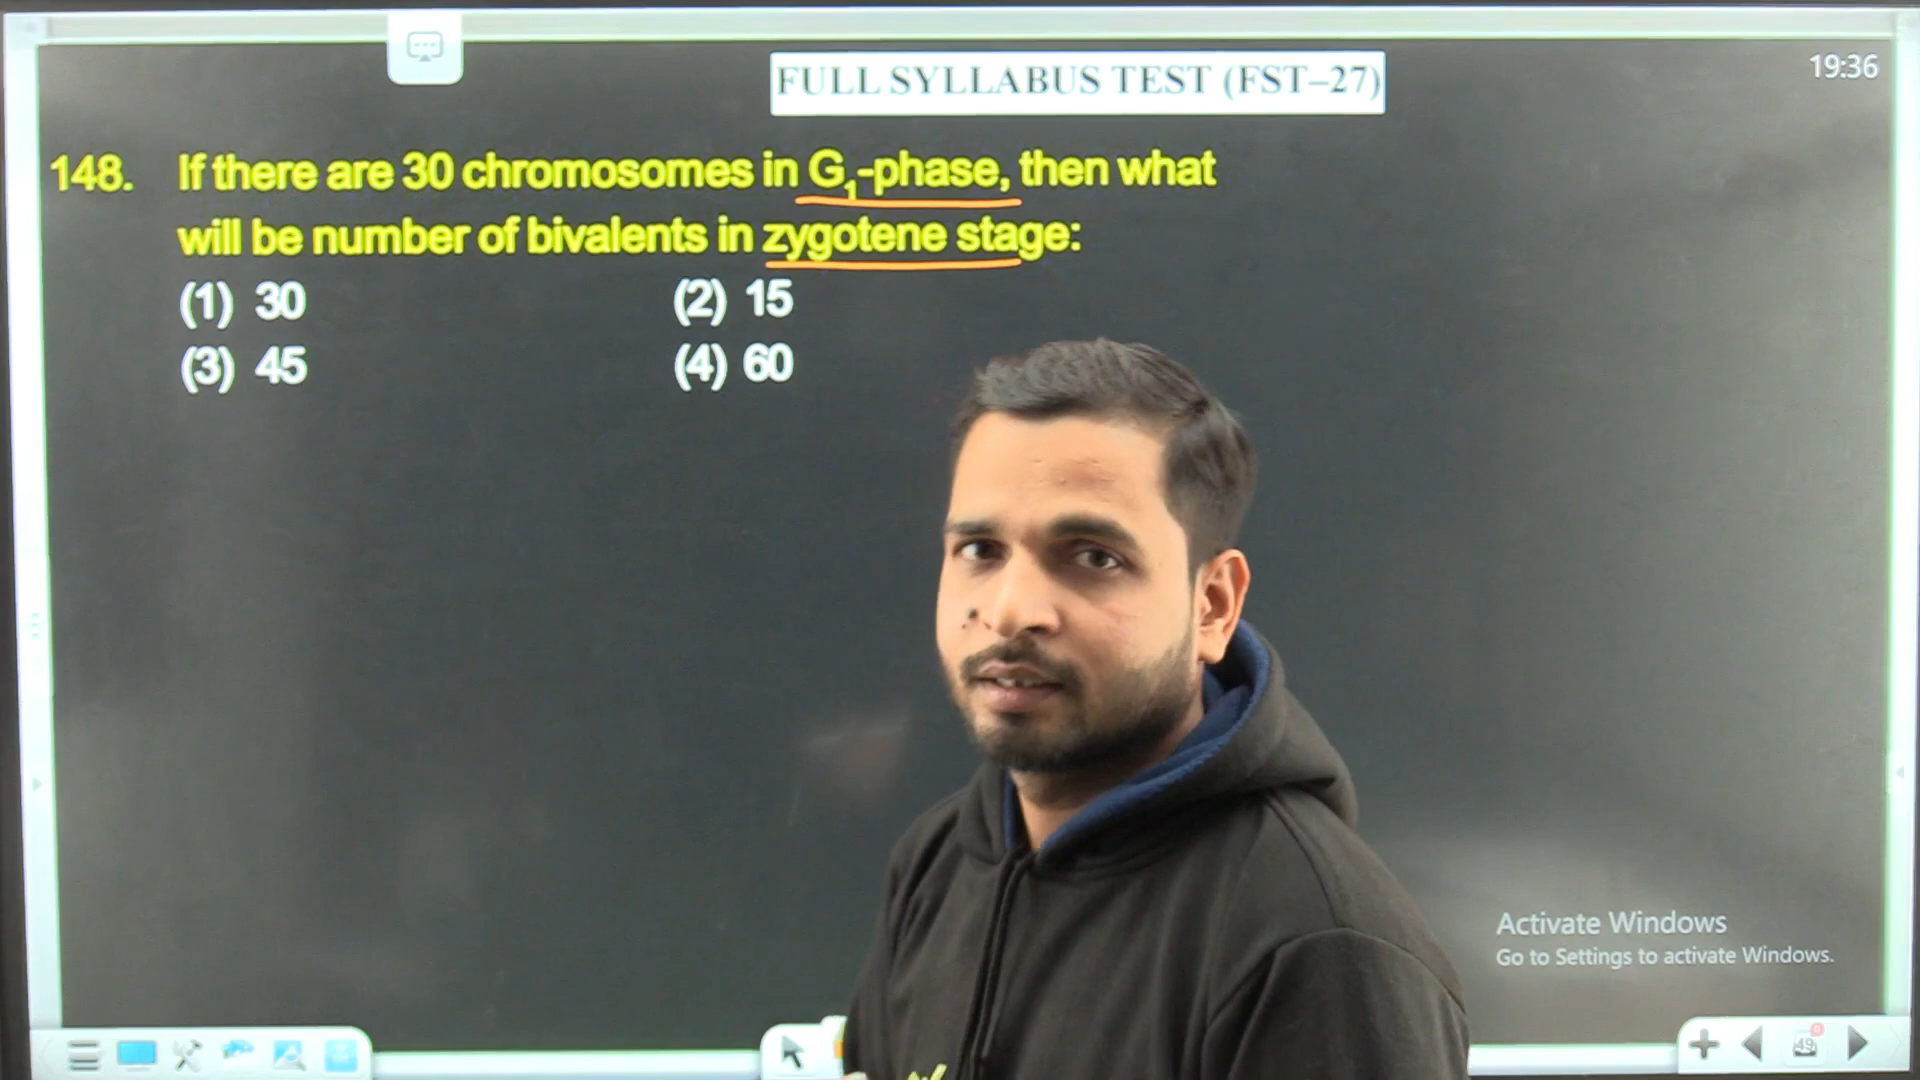 FULL SYLLABUS TEST (FST–27)
19:36
148. If there are 30 chromosomes in G₁-phase, then what
will be number of bivalents in zygotene stage:
(1) 30 (2) 15
(3) 45 (4) 60
Activate Windows
Go to Settings to activate Windows.
49